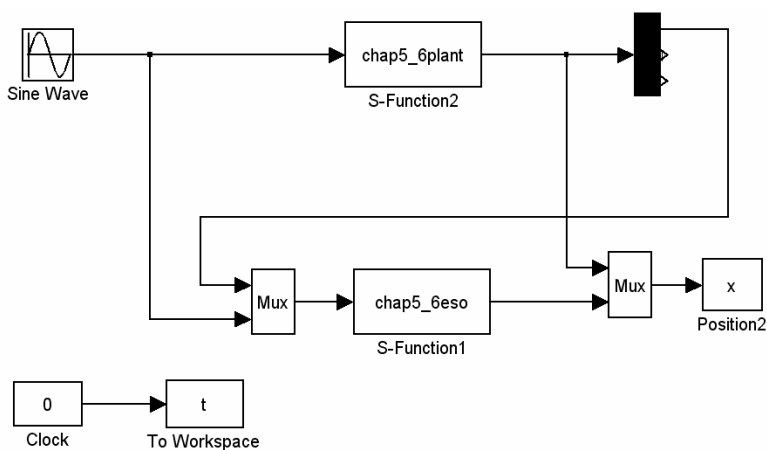 chap5_6plant
Sine Wave
S-Function2
Mux
chap5_6eso
Mux
x
S-Function1
Position2
0
t
Clock
To Workspace